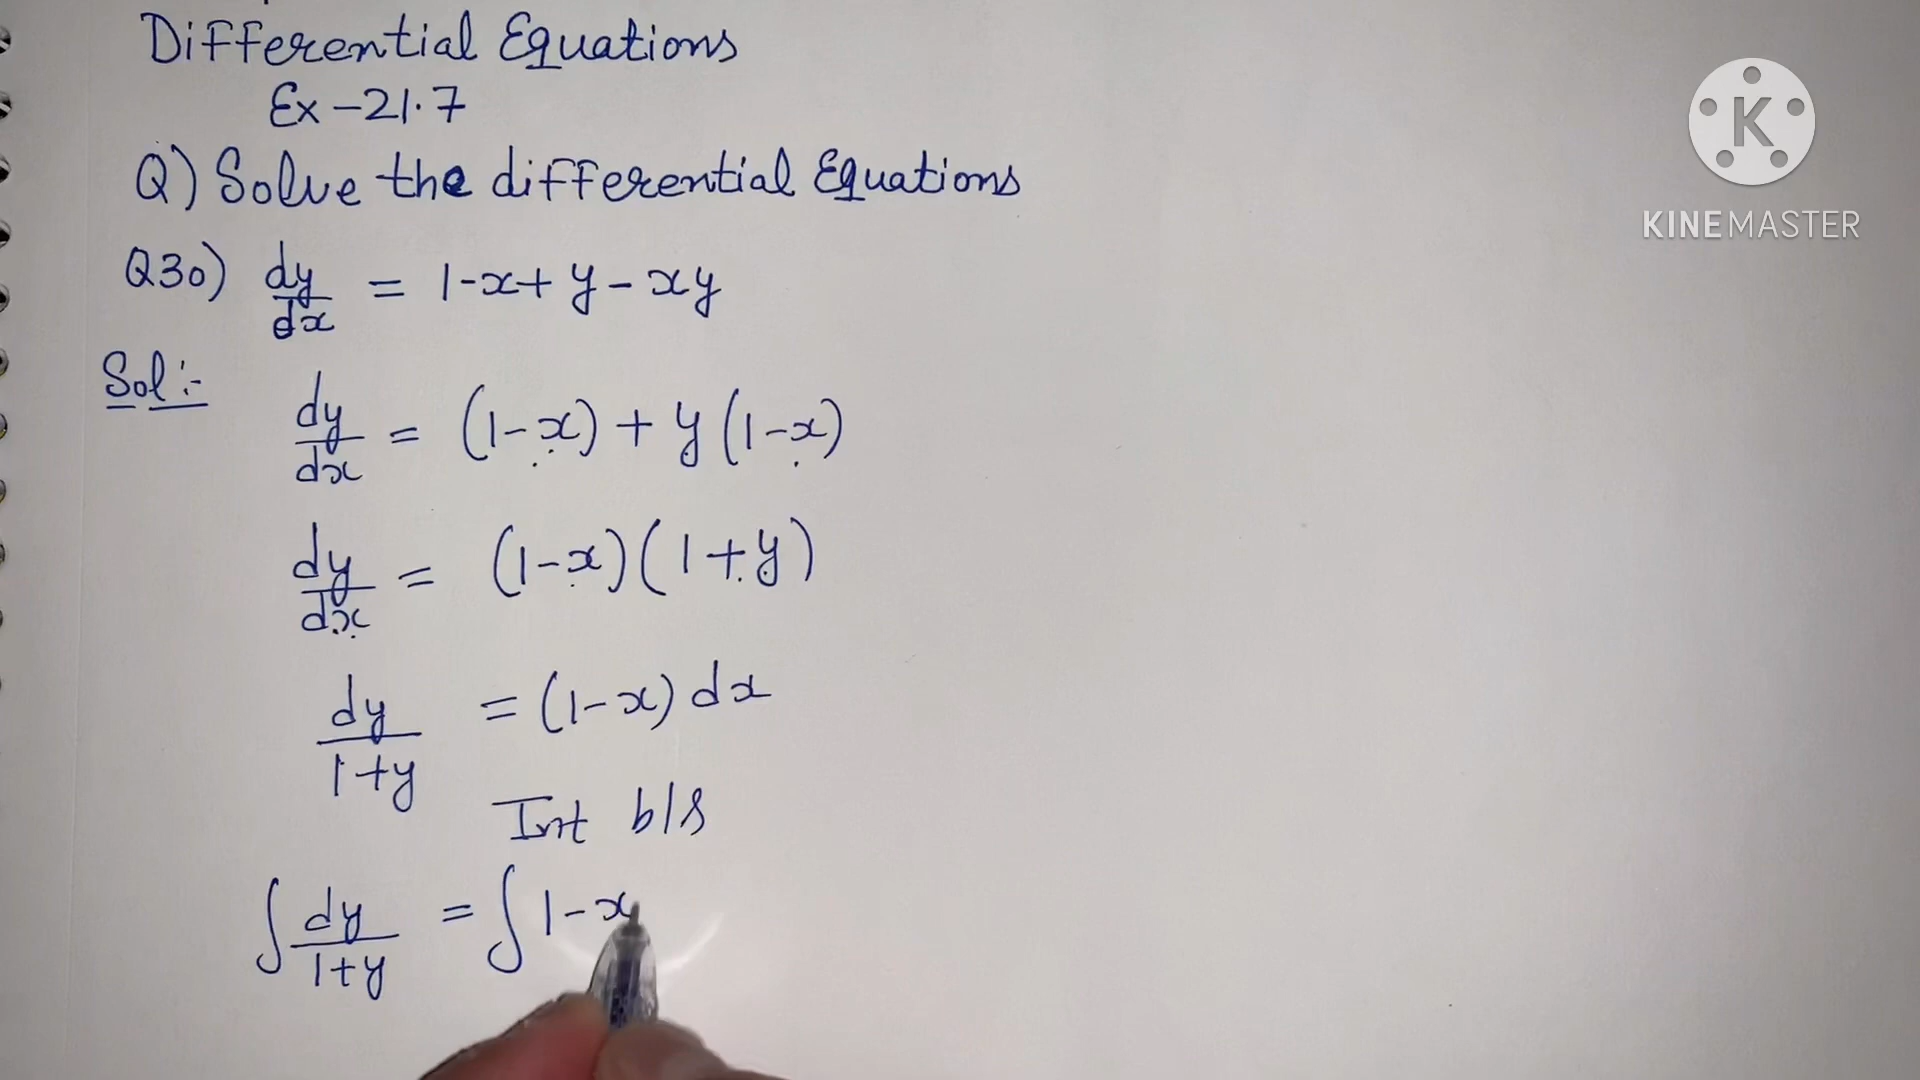 Differential Equations
Ex-21.7
Q) Solve the differential Equations
Q30) dy/dx = 1-x+y-xy
Sol:-
dy/dx = (1-x)+y(1-x)
dy/dx = (1-x)(1+y)
dy/1+y = (1-x)dx
Int b/s
∫dy/1+y = ∫1-x
K
KINEMASTER